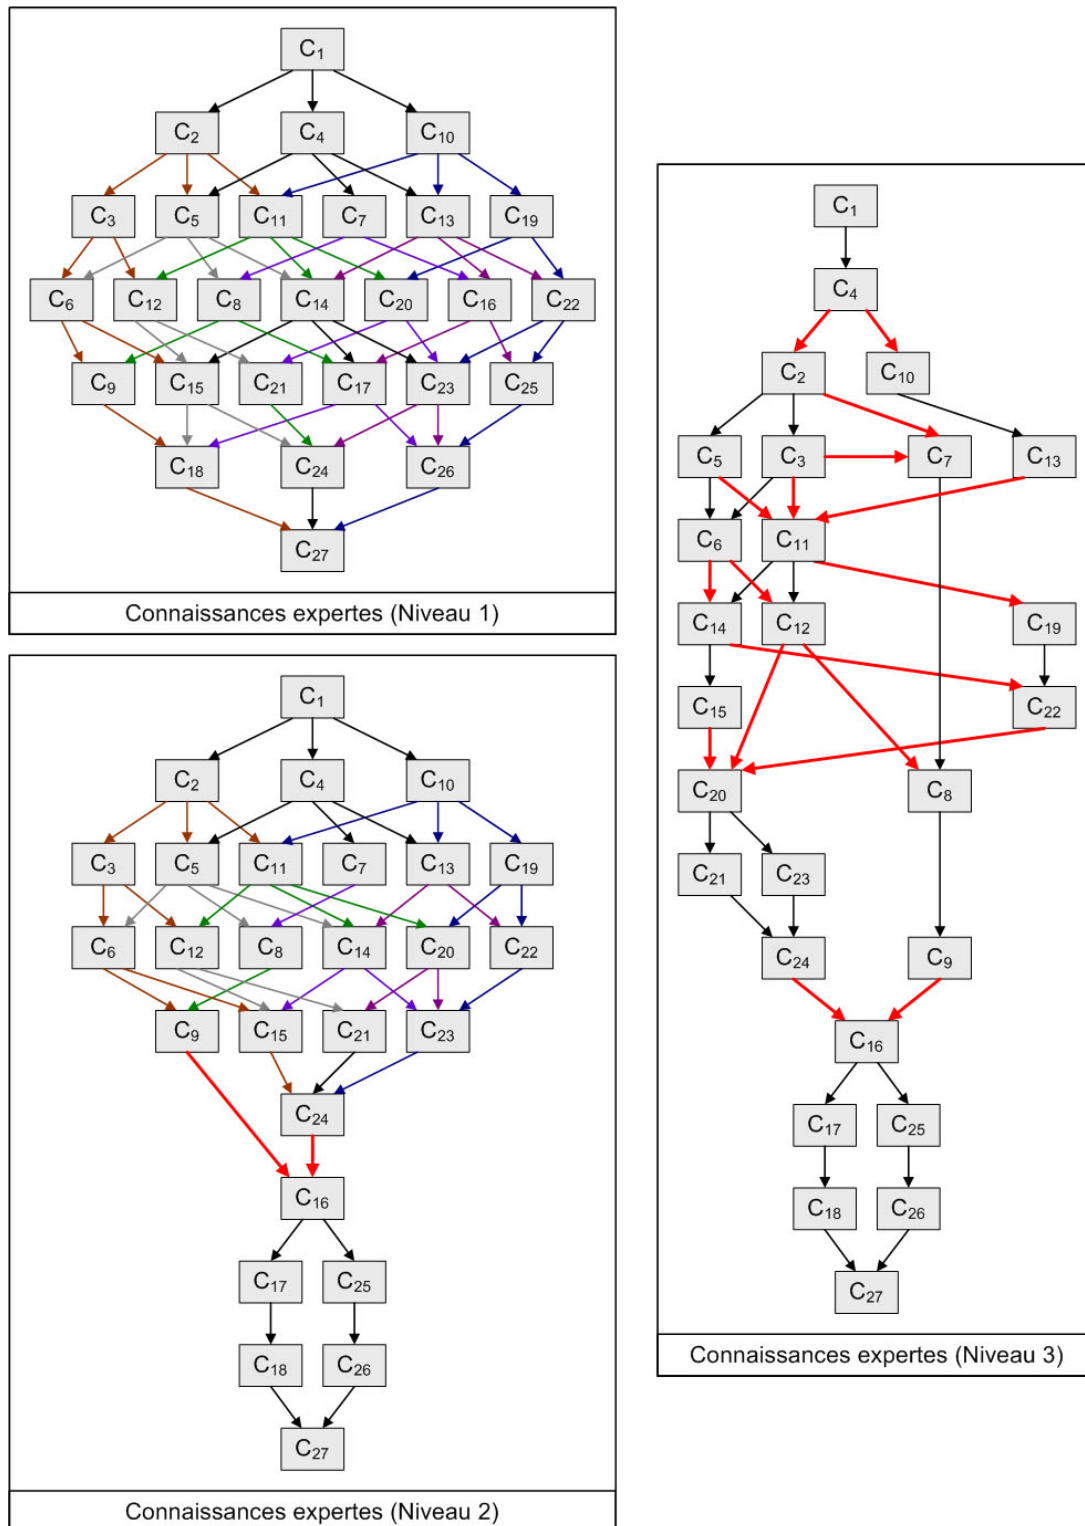 C1
C2 C4 C10
C3 C5 C11 C7 C13 C19
C6 C12 C8 C14 C20 C16 C22
C9 C15 C21 C17 C23 C25
C18 C24 C26
C27
Connaissances expertes (Niveau 1)
C1
C2 C4 C10
C3 C5 C11 C7 C13 C19
C6 C12 C8 C14 C20 C22
C9 C15 C21 C23
C24
C16
C17 C25
C18 C26
C27
Connaissances expertes (Niveau 2)
C1
C4
C2 C10
C5 C3 C7 C13
C6 C11
C14 C12 C19
C15 C22
C20 C8
C21 C23
C24 C9
C16
C17 C25
C18 C26
C27
Connaissances expertes (Niveau 3)